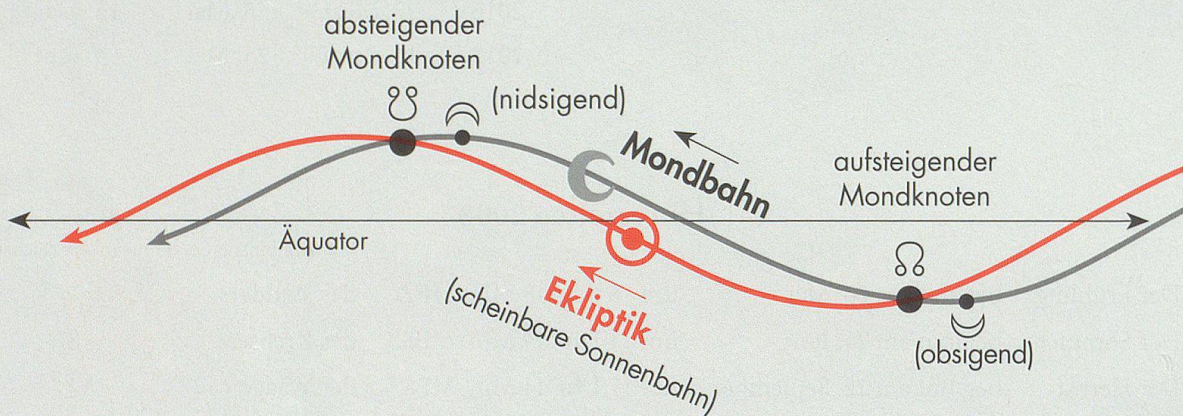 absteigender
Mondknoten
(nidsigend)
Mondbahn
aufsteigender
Mondknoten
Äquator
Ekliptik
(scheinbare Sonnenbahn)
(obsigend)